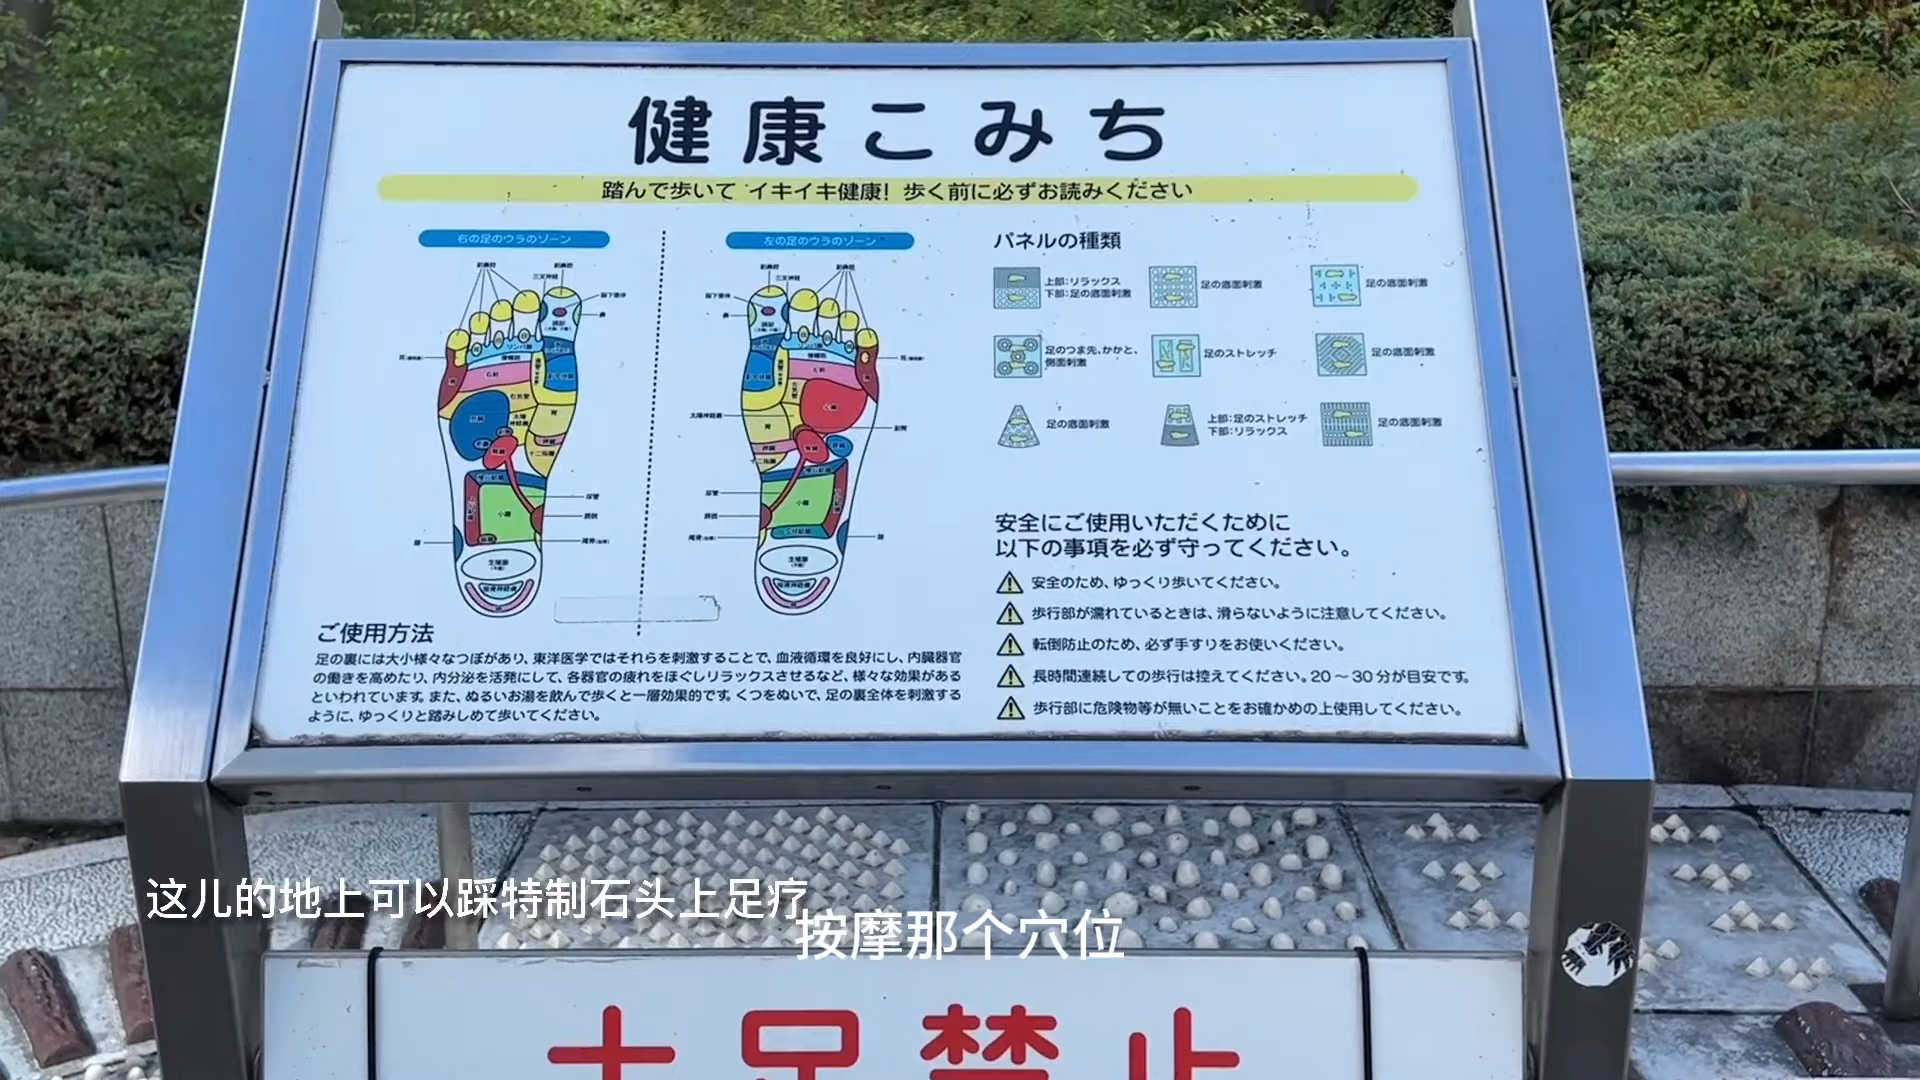 健康こみち
踏んで歩いて イキイキ健康! 歩く前に必ずお読みください
右の足のウラのゾーン
左の足のウラのゾーン
パネルの種類
上部:リラックス
下部:足の底面刺激
足の底面刺激
足の底面刺激
足のつま先、かかと、
側面刺激
足のストレッチ
足の底面刺激
足の底面刺激
上部:足のストレッチ
下部:リラックス
足の底面刺激
小腸
小腸
ご使用方法
足の裏には大小様々なつぼがあり、東洋医学ではそれらを刺激することで、血液循環を良好にし、内臓器官
の働きを高めたり、内分泌を活発にして、各器官の疲れをほぐしリラックスさせるなど、様々な効果がある
といわれています。また、ぬるいお湯を飲んで歩くと一層効果的です。くつをぬいで、足の裏全体を刺激する
ように、ゆっくりと踏みしめて歩いてください。
安全にご使用いただくために
以下の事項を必ず守ってください。
安全のため、ゆっくり歩いてください。
歩行部が濡れているときは、滑らないように注意してください。
転倒防止のため、必ず手すりをお使いください。
長時間連続しての歩行は控えてください。20～30分が目安です。
歩行部に危険物等が無いことをお確かめの上使用してください。
这儿的地上可以踩特制石头上足疗
按摩那个穴位
土足禁止